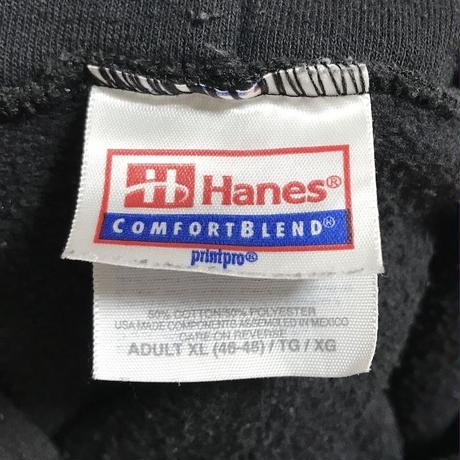 Hanes®
COMFORTBLEND®
printpro®
50% COTTON/50% POLYESTER
USA MADE COMPONENTS ASSEMBLED IN MEXICO
CARE ON REVERSE
ADULT XL (46-48) / TG / XG